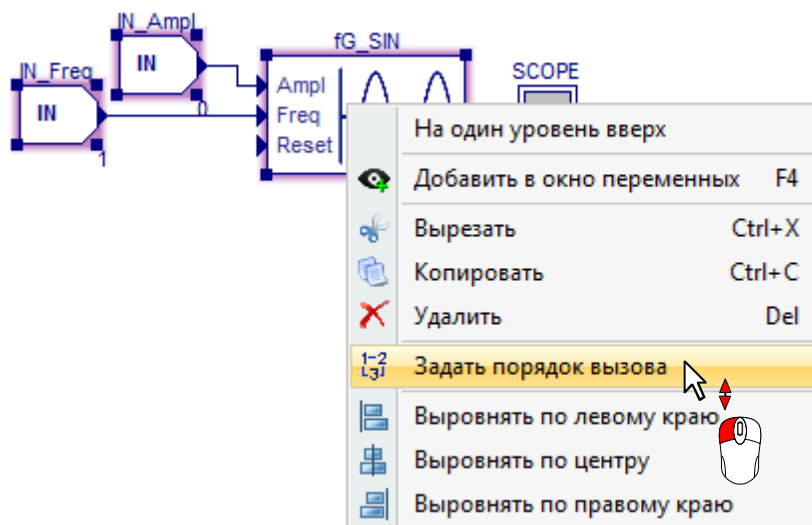 IN_Ampl
IN
0
IN_Freq
IN
1
fG_SIN
Ampl
Freq
Reset
SCOPE
На один уровень вверх
Добавить в окно переменных F4
Вырезать Ctrl+X
Копировать Ctrl+C
Удалить Del
1-2
3
Задать порядок вызова
Выровнять по левому краю
Выровнять по центру
Выровнять по правому краю